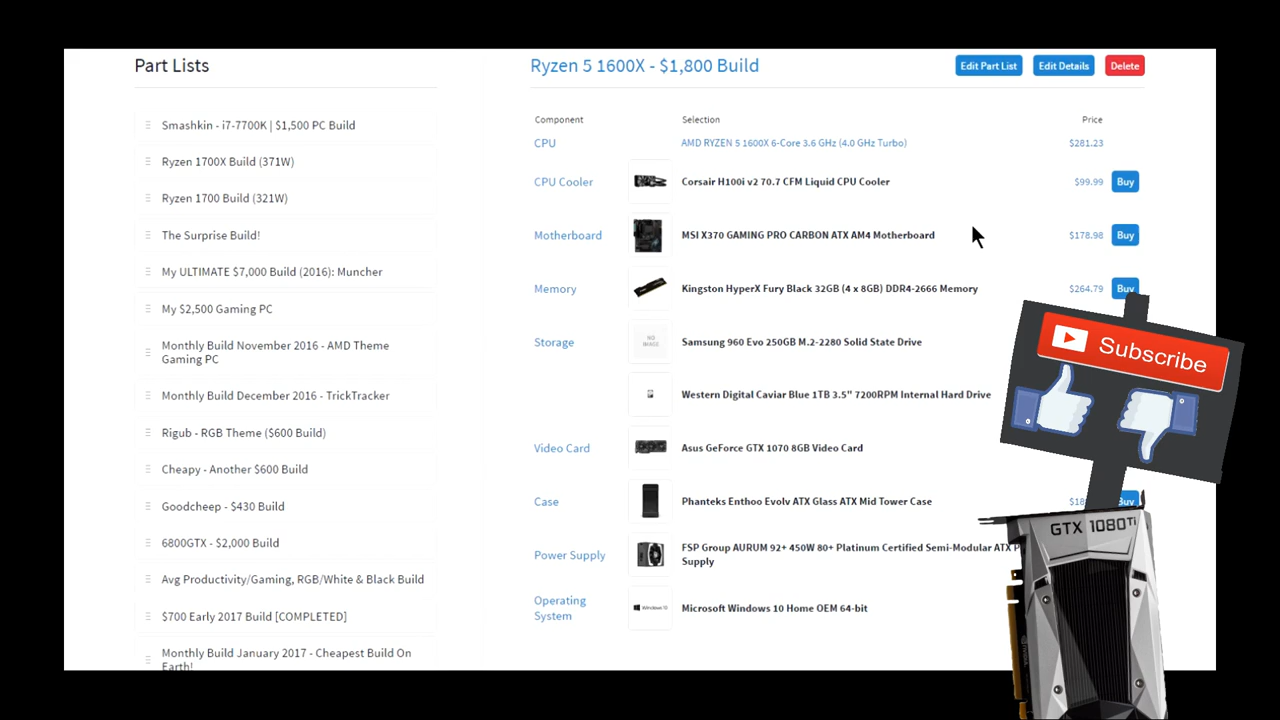 Part Lists
Smashkin - i7-7700K | $1,500 PC Build
Ryzen 1700X Build (371W)
Ryzen 1700 Build (321W)
The Surprise Build!
My ULTIMATE $7,000 Build (2016): Muncher
My $2,500 Gaming PC
Monthly Build November 2016 - AMD Theme
Gaming PC
Monthly Build December 2016 - TrickTracker
Rigub - RGB Theme ($600 Build)
Cheapy - Another $600 Build
Goodcheep - $430 Build
6800GTX - $2,000 Build
Avg Productivity/Gaming, RGB/White & Black Build
$700 Early 2017 Build [COMPLETED]
Monthly Build January 2017 - Cheapest Build On
Earth!
Ryzen 5 1600X - $1,800 Build
Edit Part List Edit Details Delete
Component Selection Price
CPU AMD RYZEN 5 1600X 6-Core 3.6 GHz (4.0 GHz Turbo) $281.23
CPU Cooler Corsair H100i v2 70.7 CFM Liquid CPU Cooler $99.99 Buy
Motherboard MSI X370 GAMING PRO CARBON ATX AM4 Motherboard $178.98 Buy
Memory Kingston HyperX Fury Black 32GB (4 x 8GB) DDR4-2666 Memory $264.79 Buy
Storage NO IMAGE Samsung 960 Evo 250GB M.2-2280 Solid State Drive
Western Digital Caviar Blue 1TB 3.5" 7200RPM Internal Hard Drive
Video Card Asus GeForce GTX 1070 8GB Video Card
Case Phanteks Enthoo Evolv ATX Glass ATX Mid Tower Case Buy
Power Supply FSP Group AURUM 92+ 450W 80+ Platinum Certified Semi-Modular ATX P
Supply
Operating
System Windows 10 Microsoft Windows 10 Home OEM 64-bit
Subscribe
GTX 1080Ti